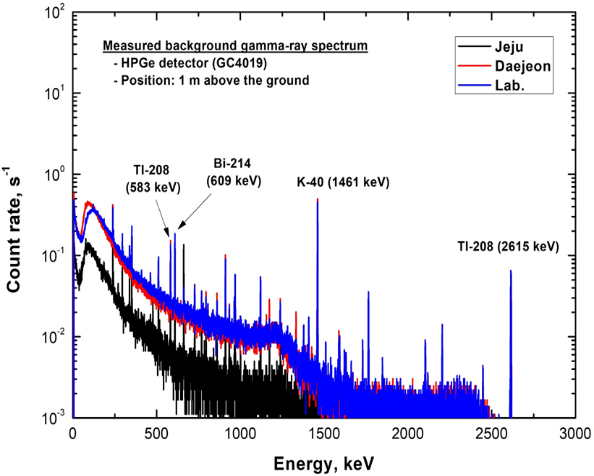 Measured background gamma-ray spectrum
- HPGe detector (GC4019)
- Position: 1 m above the ground
Jeju
Daejeon
Lab.
Tl-208
(583 keV)
Bi-214
(609 keV)
K-40 (1461 keV)
Tl-208 (2615 keV)
Count rate, s-1
10^2
10^1
10^0
10^-1
10^-2
10^-3
0 500 1000 1500 2000 2500 3000
Energy, keV